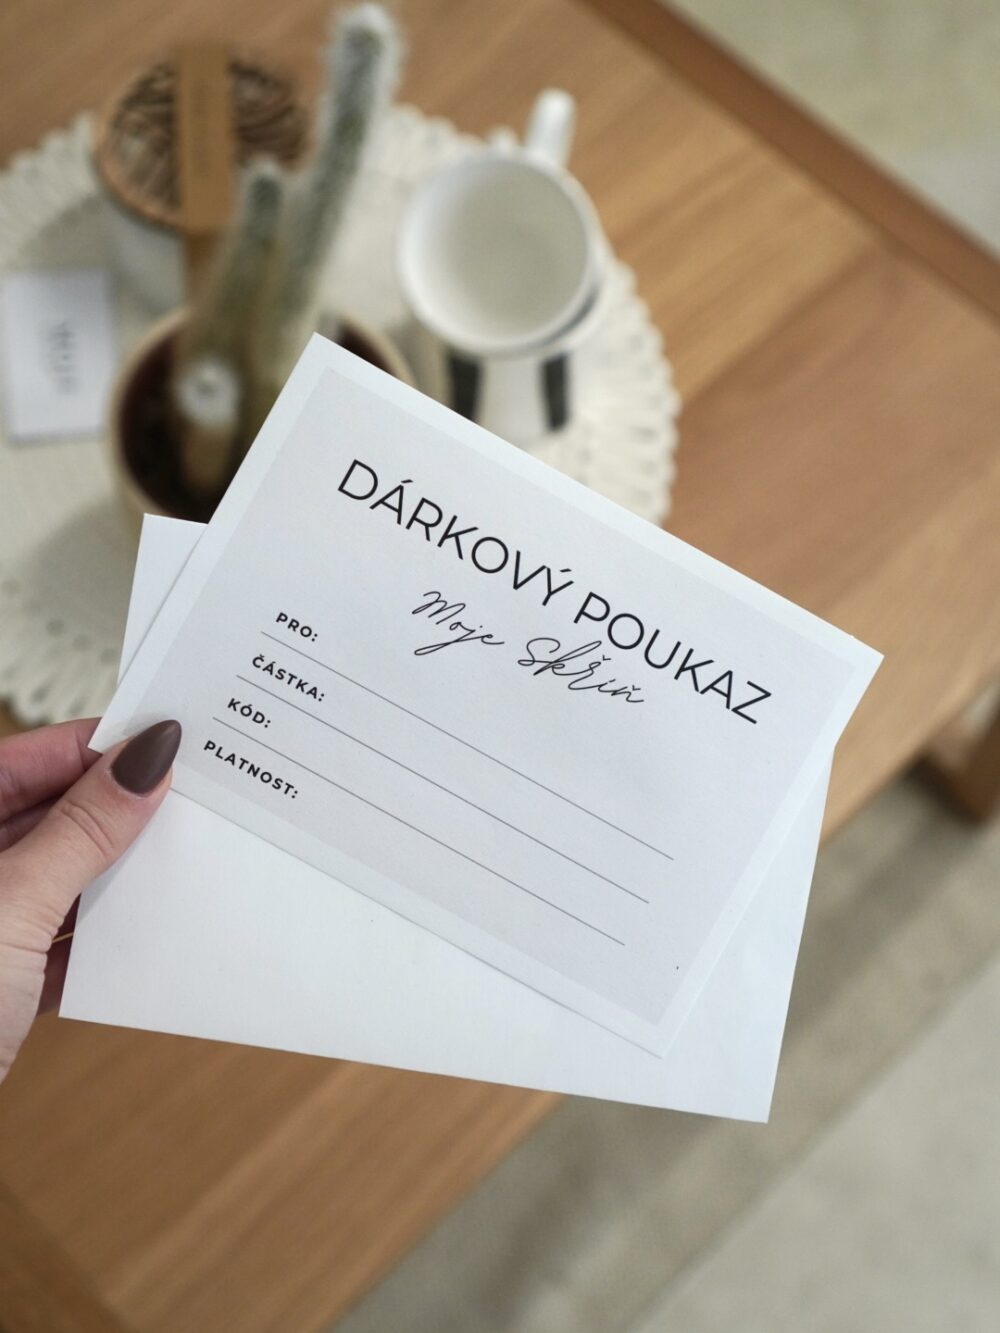 DÁRKOVÝ POUKAZ
Moje Skříň
PRO:
ČÁSTKA:
KÓD:
PLATNOST: